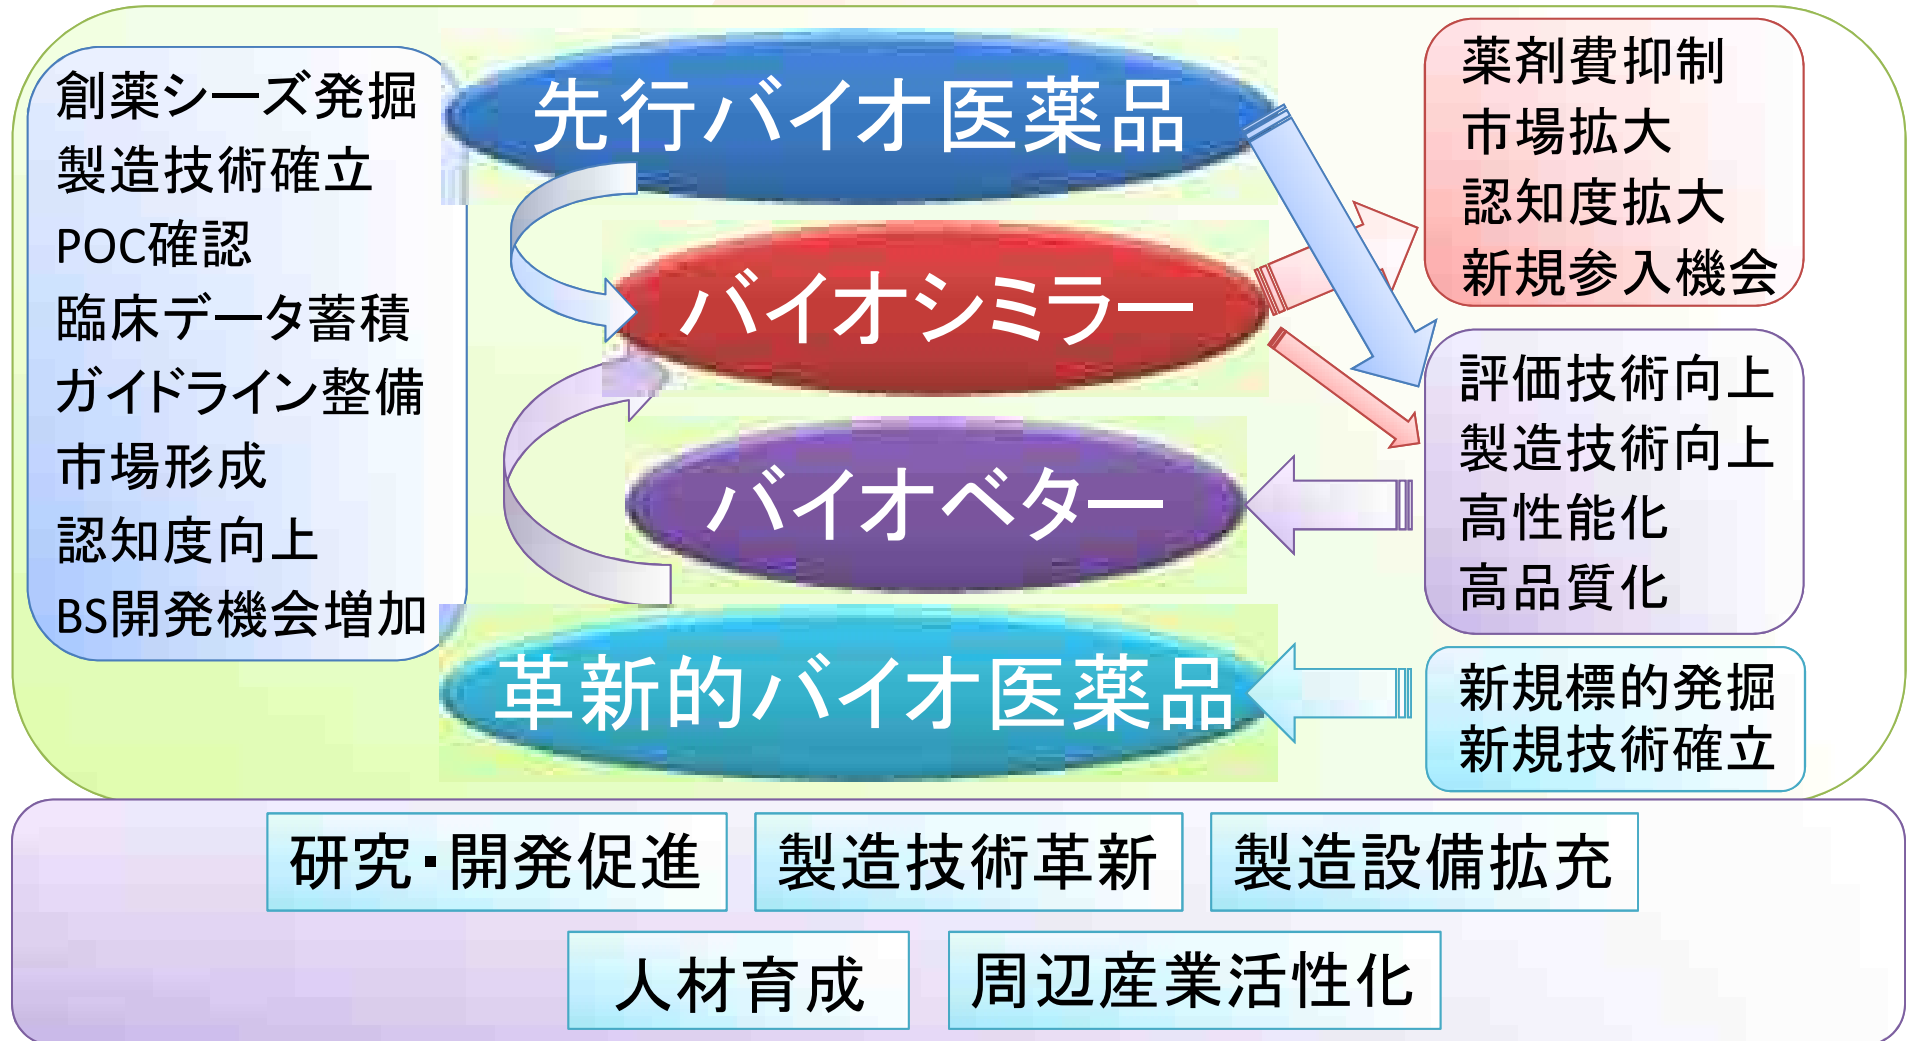 創薬シーズ発掘
製造技術確立
POC確認
臨床データ蓄積
ガイドライン整備
市場形成
認知度向上
BS開発機会増加
先行バイオ医薬品
バイオシミラー
バイオベター
革新的バイオ医薬品
薬剤費抑制
市場拡大
認知度拡大
新規参入機会
評価技術向上
製造技術向上
高性能化
高品質化
新規標的発掘
新規技術確立
研究・開発促進
製造技術革新
製造設備拡充
人材育成
周辺産業活性化